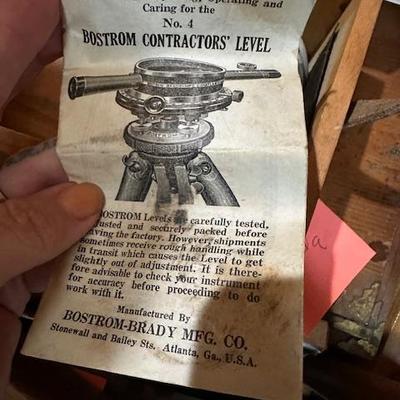 Operating and
Caring for the
No. 4
BOSTROM CONTRACTORS' LEVEL
BOSTROM Levels are carefully tested,
adjusted and securely packed before
leaving the factory. However, shipments
sometimes receive rough handling while
in transit which causes the Level to get
slightly out of adjustment. It is there-
fore advisable to check your instrument
for accuracy before proceeding to do
work with it.
Manufactured By
BOSTROM-BRADY MFG. CO.
Stonewall and Bailey Sts. Atlanta, Ga., U.S.A.
a